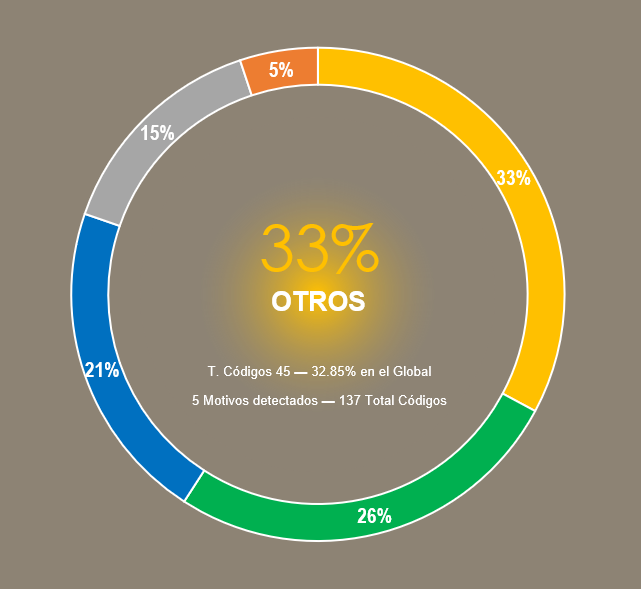 5%
15%
33%
33%
OTROS
T. Códigos 45 — 32.85% en el Global
21%
5 Motivos detectados — 137 Total Códigos
26%